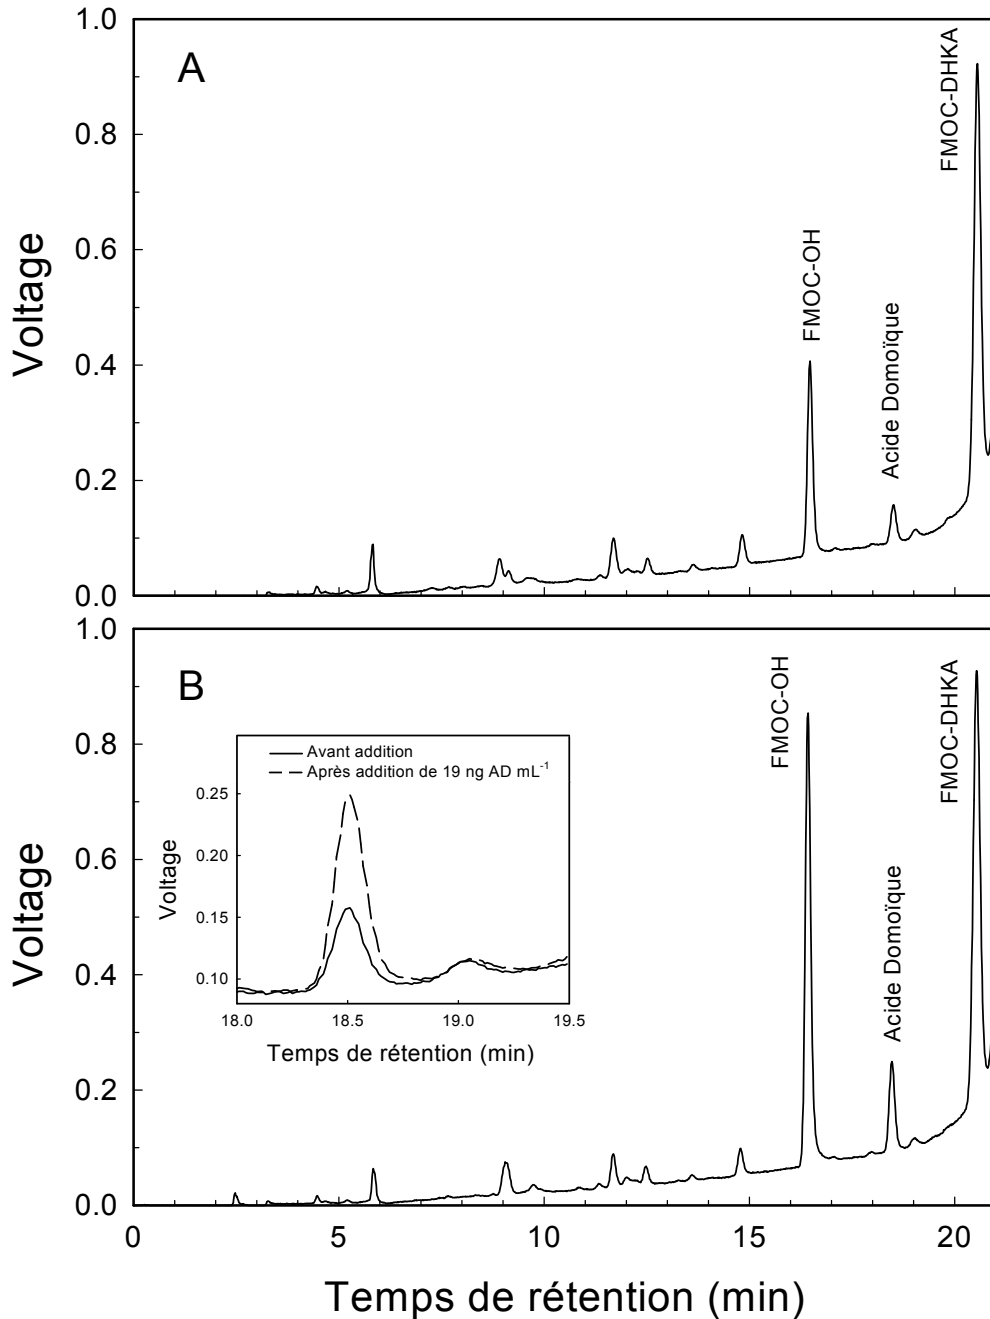 1.0
A
FMOC-DHKA
0.8
0.6
FMOC-OH
Voltage
0.4
Acide Domoïque
0.2
0.0
1.0
B
FMOC-OH
FMOC-DHKA
0.8
Avant addition
Après addition de 19 ng AD mL-1
0.25
0.20
Voltage
0.15
0.10
18.0 18.5 19.0 19.5
Temps de rétention (min)
0.6
Voltage
Acide Domoïque
0.4
0.2
0.0
0 5 10 15 20
Temps de rétention (min)